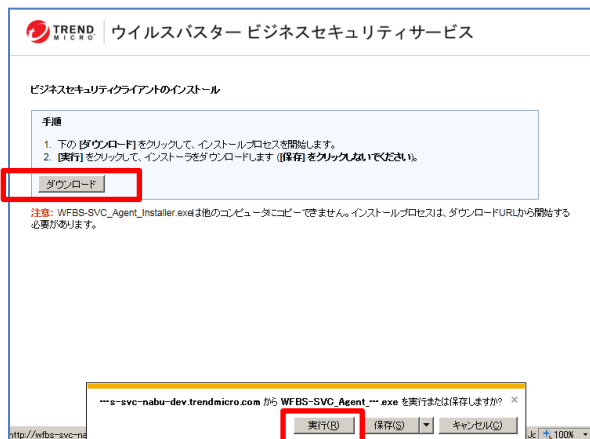 TREND MICRO ウイルスバスター ビジネスセキュリティサービス
ビジネスセキュリティクライアントのインストール
手順
1. 下の [ダウンロード] をクリックして、インストールプロセスを開始します。
2. [実行] をクリックして、インストーラをダウンロードします ([保存] をクリックしないでください)。
ダウンロード
注意: WFBS-SVC_Agent_Installer.exeは他のコンピュータにコピーできません。インストールプロセスは、ダウンロードURLから開始する
必要があります。
…s-svc-nabu-dev.trendmicro.com から WFBS-SVC_Agent_….exe を実行または保存しますか? ×
実行(R) 保存(S) ▼ キャンセル(C)
http://wfbs-svc-na 100%